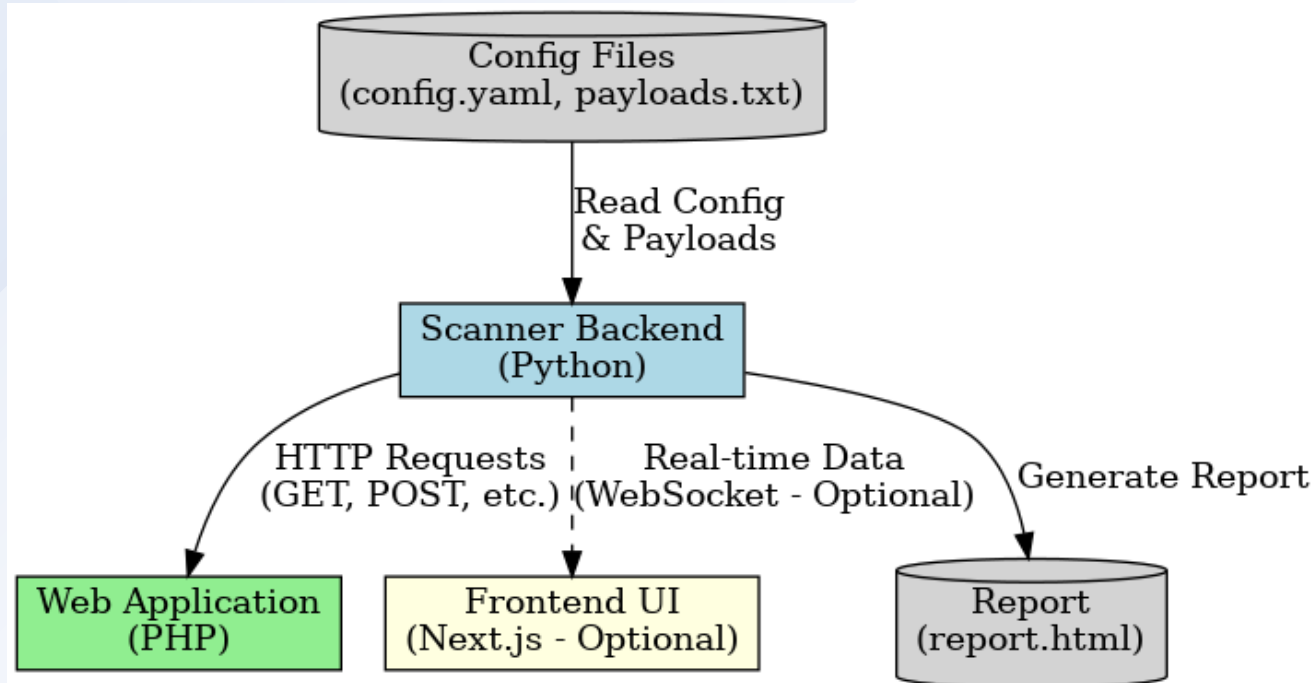 Config Files
(config.yaml, payloads.txt)
Read Config
& Payloads
Scanner Backend
(Python)
HTTP Requests
(GET, POST, etc.)
Real-time Data
(WebSocket - Optional)
Generate Report
Web Application
(PHP)
Frontend UI
(Next.js - Optional)
Report
(report.html)